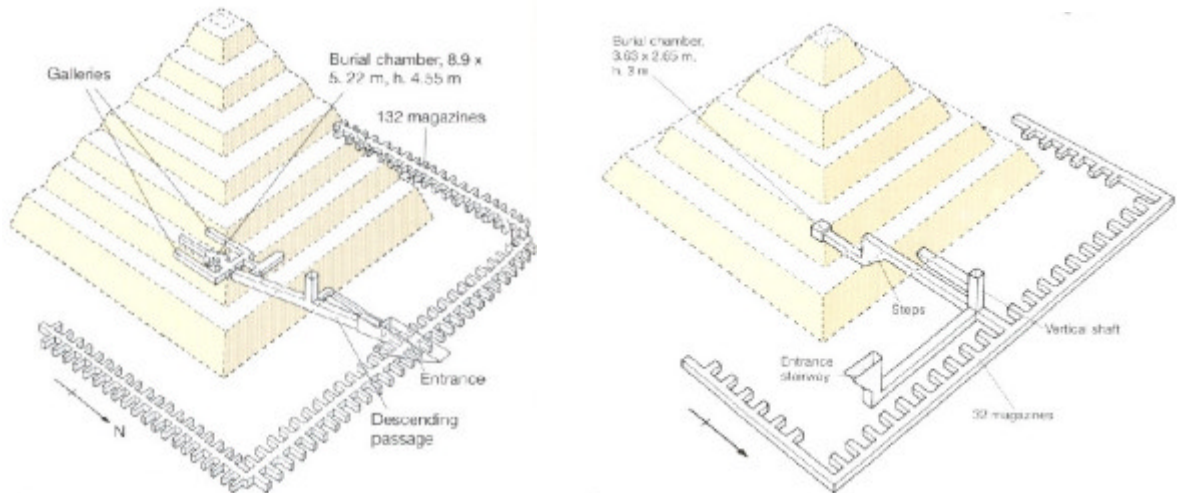 Galleries
Burial chamber, 8.9 x
5. 22 m, h. 4.55 m
132 magazines
Entrance
Descending
passage
N
Burial chamber,
3.63 x 2.65 m,
h. 3 m
Steps
Vertical shaft
Entrance
stairway
32 magazines